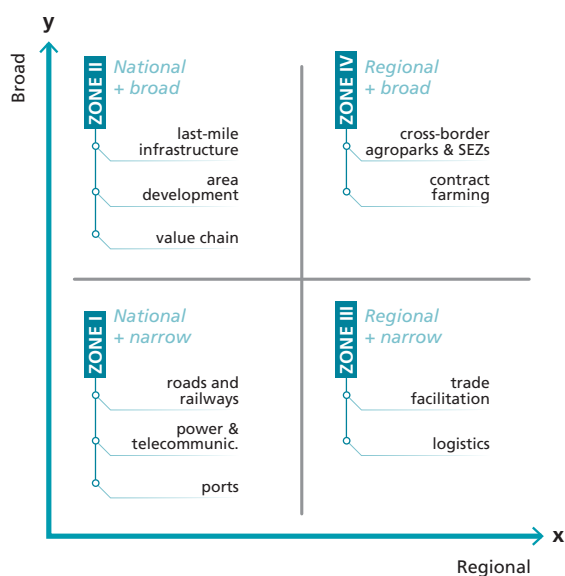 y
Broad
ZONE II
National
+ broad
last-mile
infrastructure
area
development
value chain
ZONE IV
Regional
+ broad
cross-border
agroparks & SEZs
contract
farming
ZONE I
National
+ narrow
roads and
railways
power &
telecommunic.
ports
ZONE III
Regional
+ narrow
trade
facilitation
logistics
x
Regional